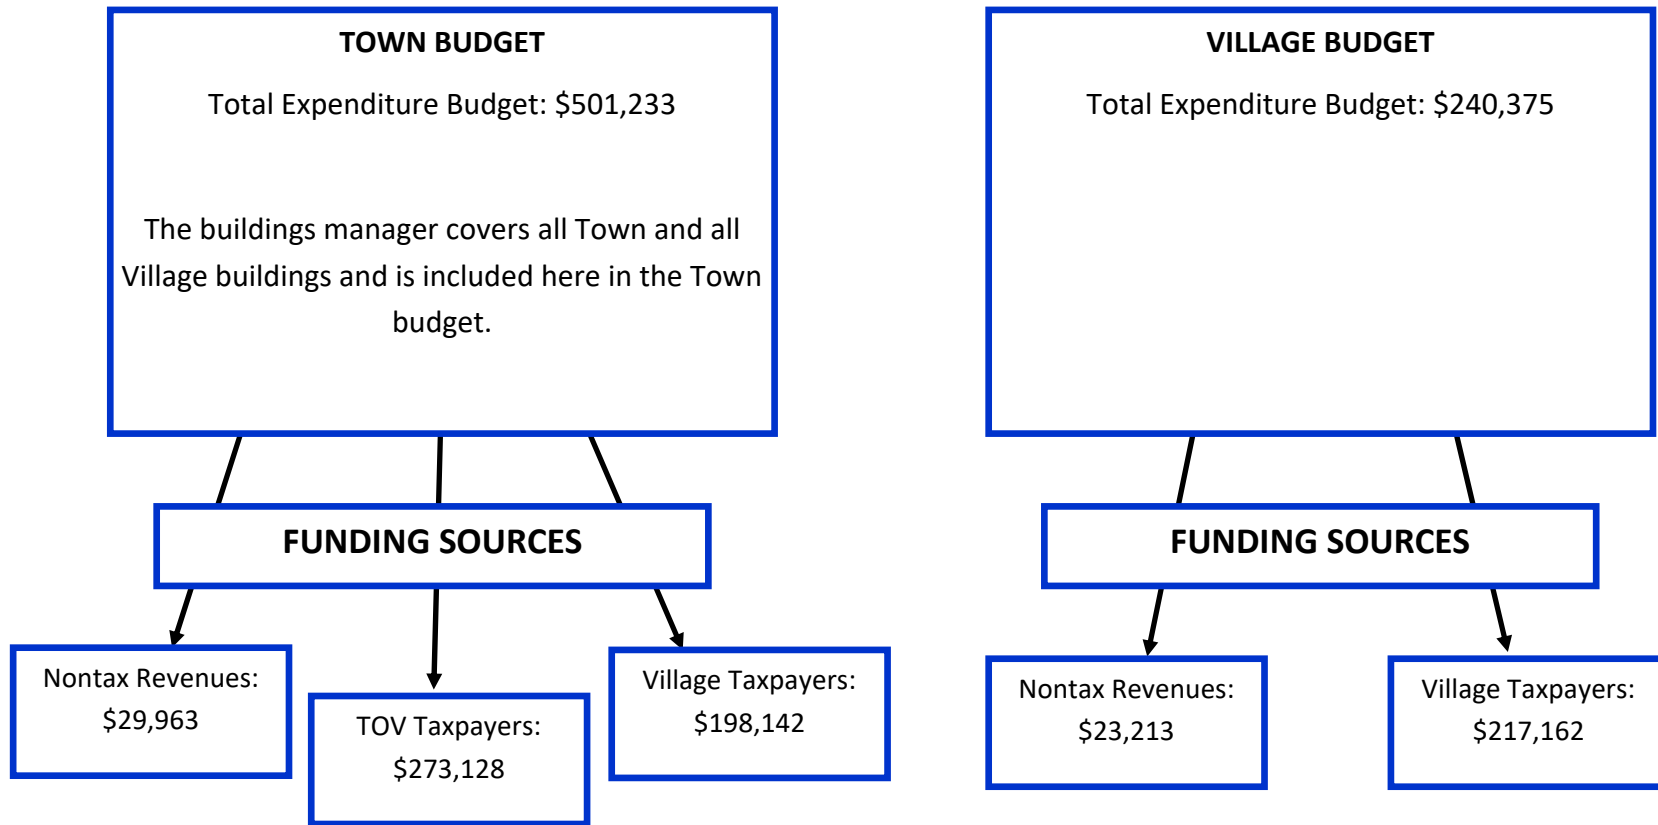 TOWN BUDGET
Total Expenditure Budget: $501,233
The buildings manager covers all Town and all
Village buildings and is included here in the Town
budget.
FUNDING SOURCES
Nontax Revenues:
$29,963
TOV Taxpayers:
$273,128
Village Taxpayers:
$198,142
VILLAGE BUDGET
Total Expenditure Budget: $240,375
FUNDING SOURCES
Nontax Revenues:
$23,213
Village Taxpayers:
$217,162